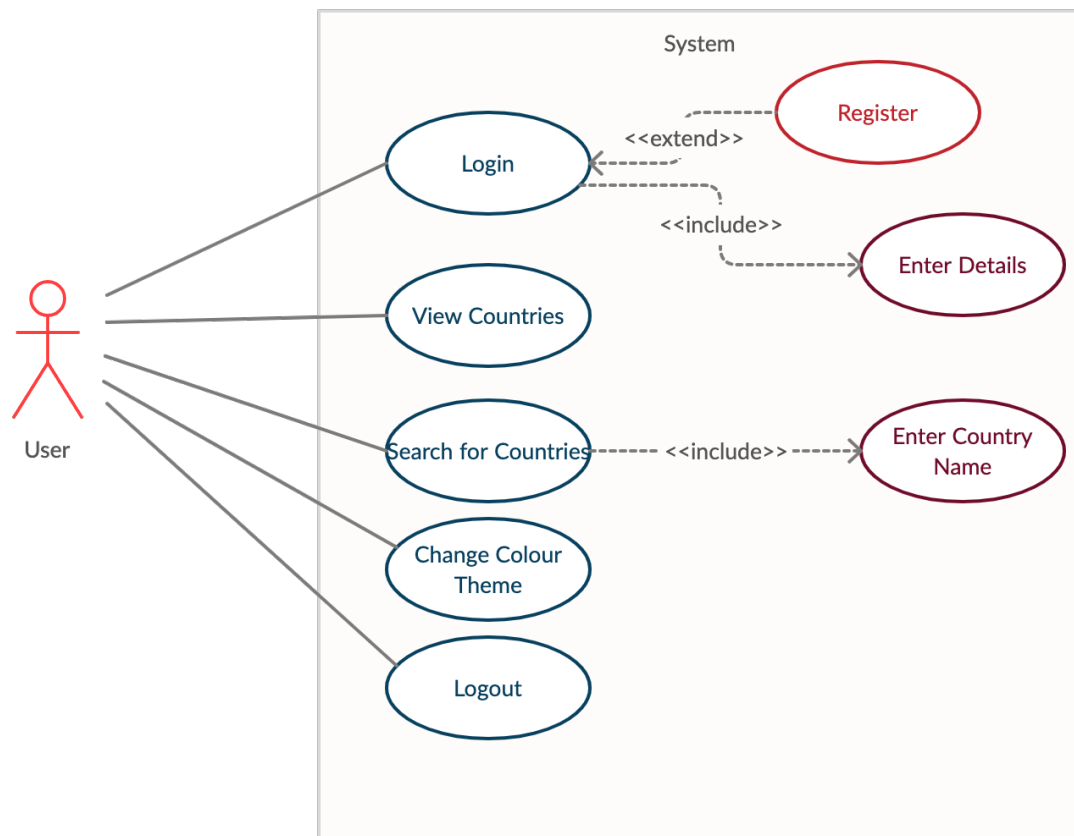 System
Register
<<extend>>
Login
<<include>>
Enter Details
View Countries
User
Search for Countries
<<include>>
Enter Country
Name
Change Colour
Theme
Logout